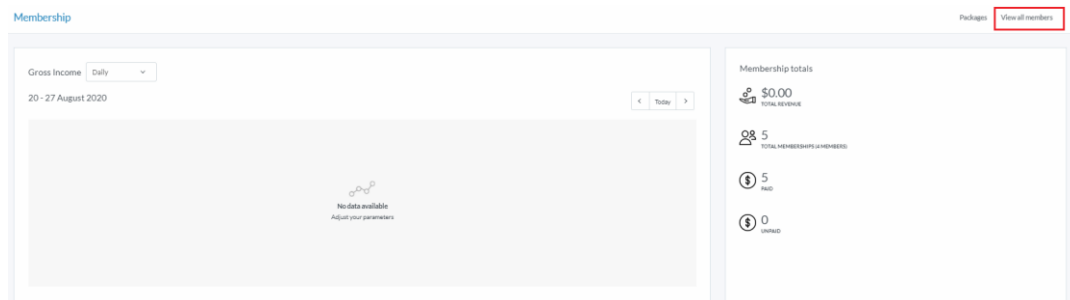 Membership
Packages View all members
Gross Income Daily
20 - 27 August 2020
Today
No data available
Adjust your parameters
Membership totals
$0.00
TOTAL REVENUE
5
TOTAL MEMBERSHIPS (4 MEMBERS)
5
PAID
0
UNPAID